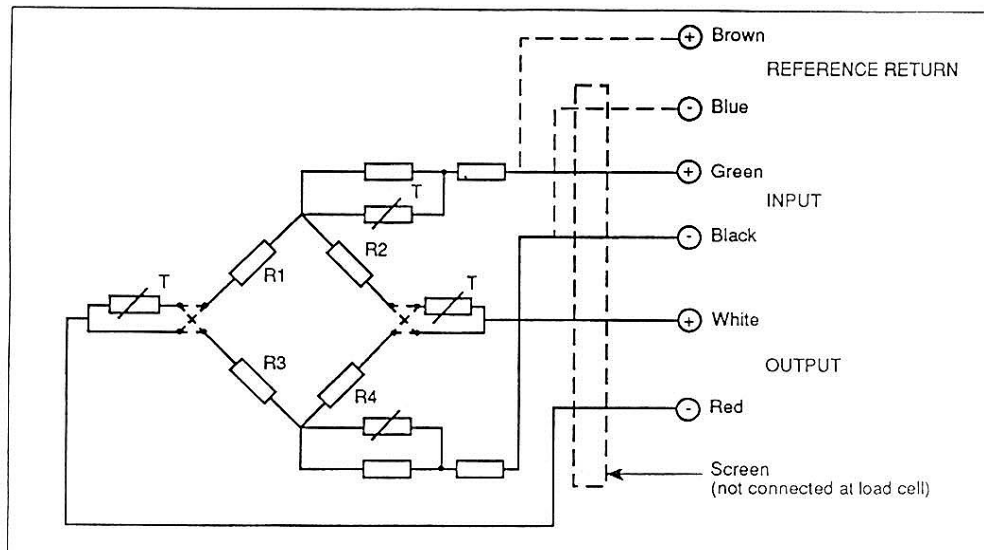 Brown
REFERENCE RETURN
Blue
Green
INPUT
Black
White
OUTPUT
Red
Screen
(not connected at load cell)
T
R2
R1
T
T
R3
R4
+
-
+
-
+
-